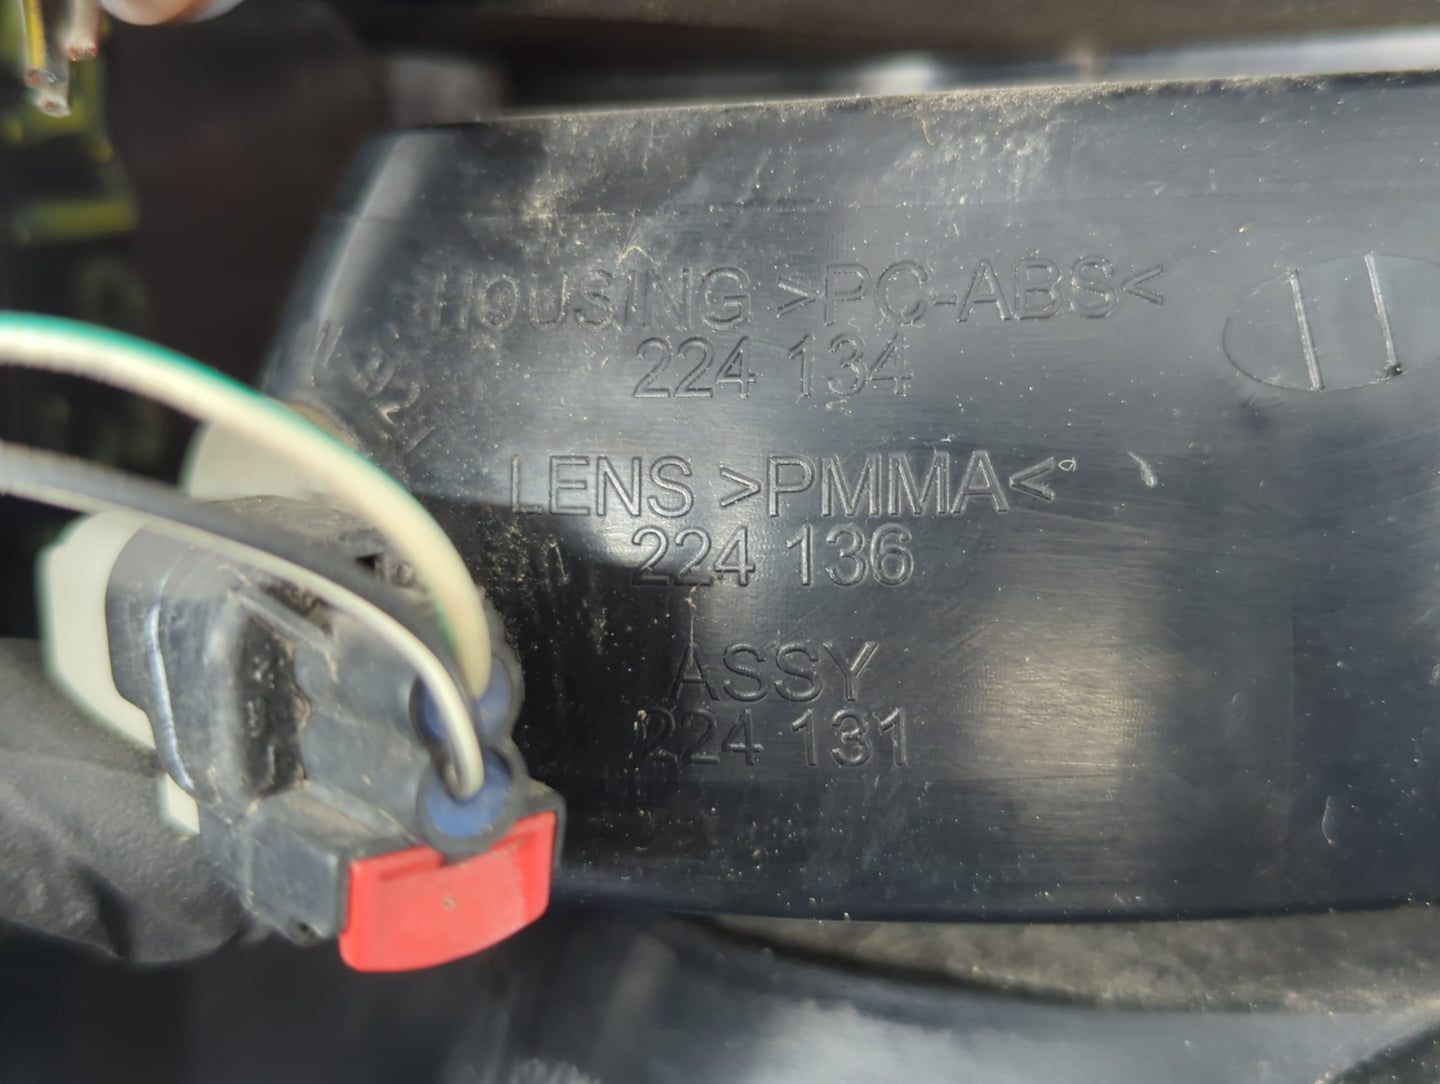 HOUSING >PC-ABS<
224 134
LENS >PMMA<
224 136
ASSY
224 131